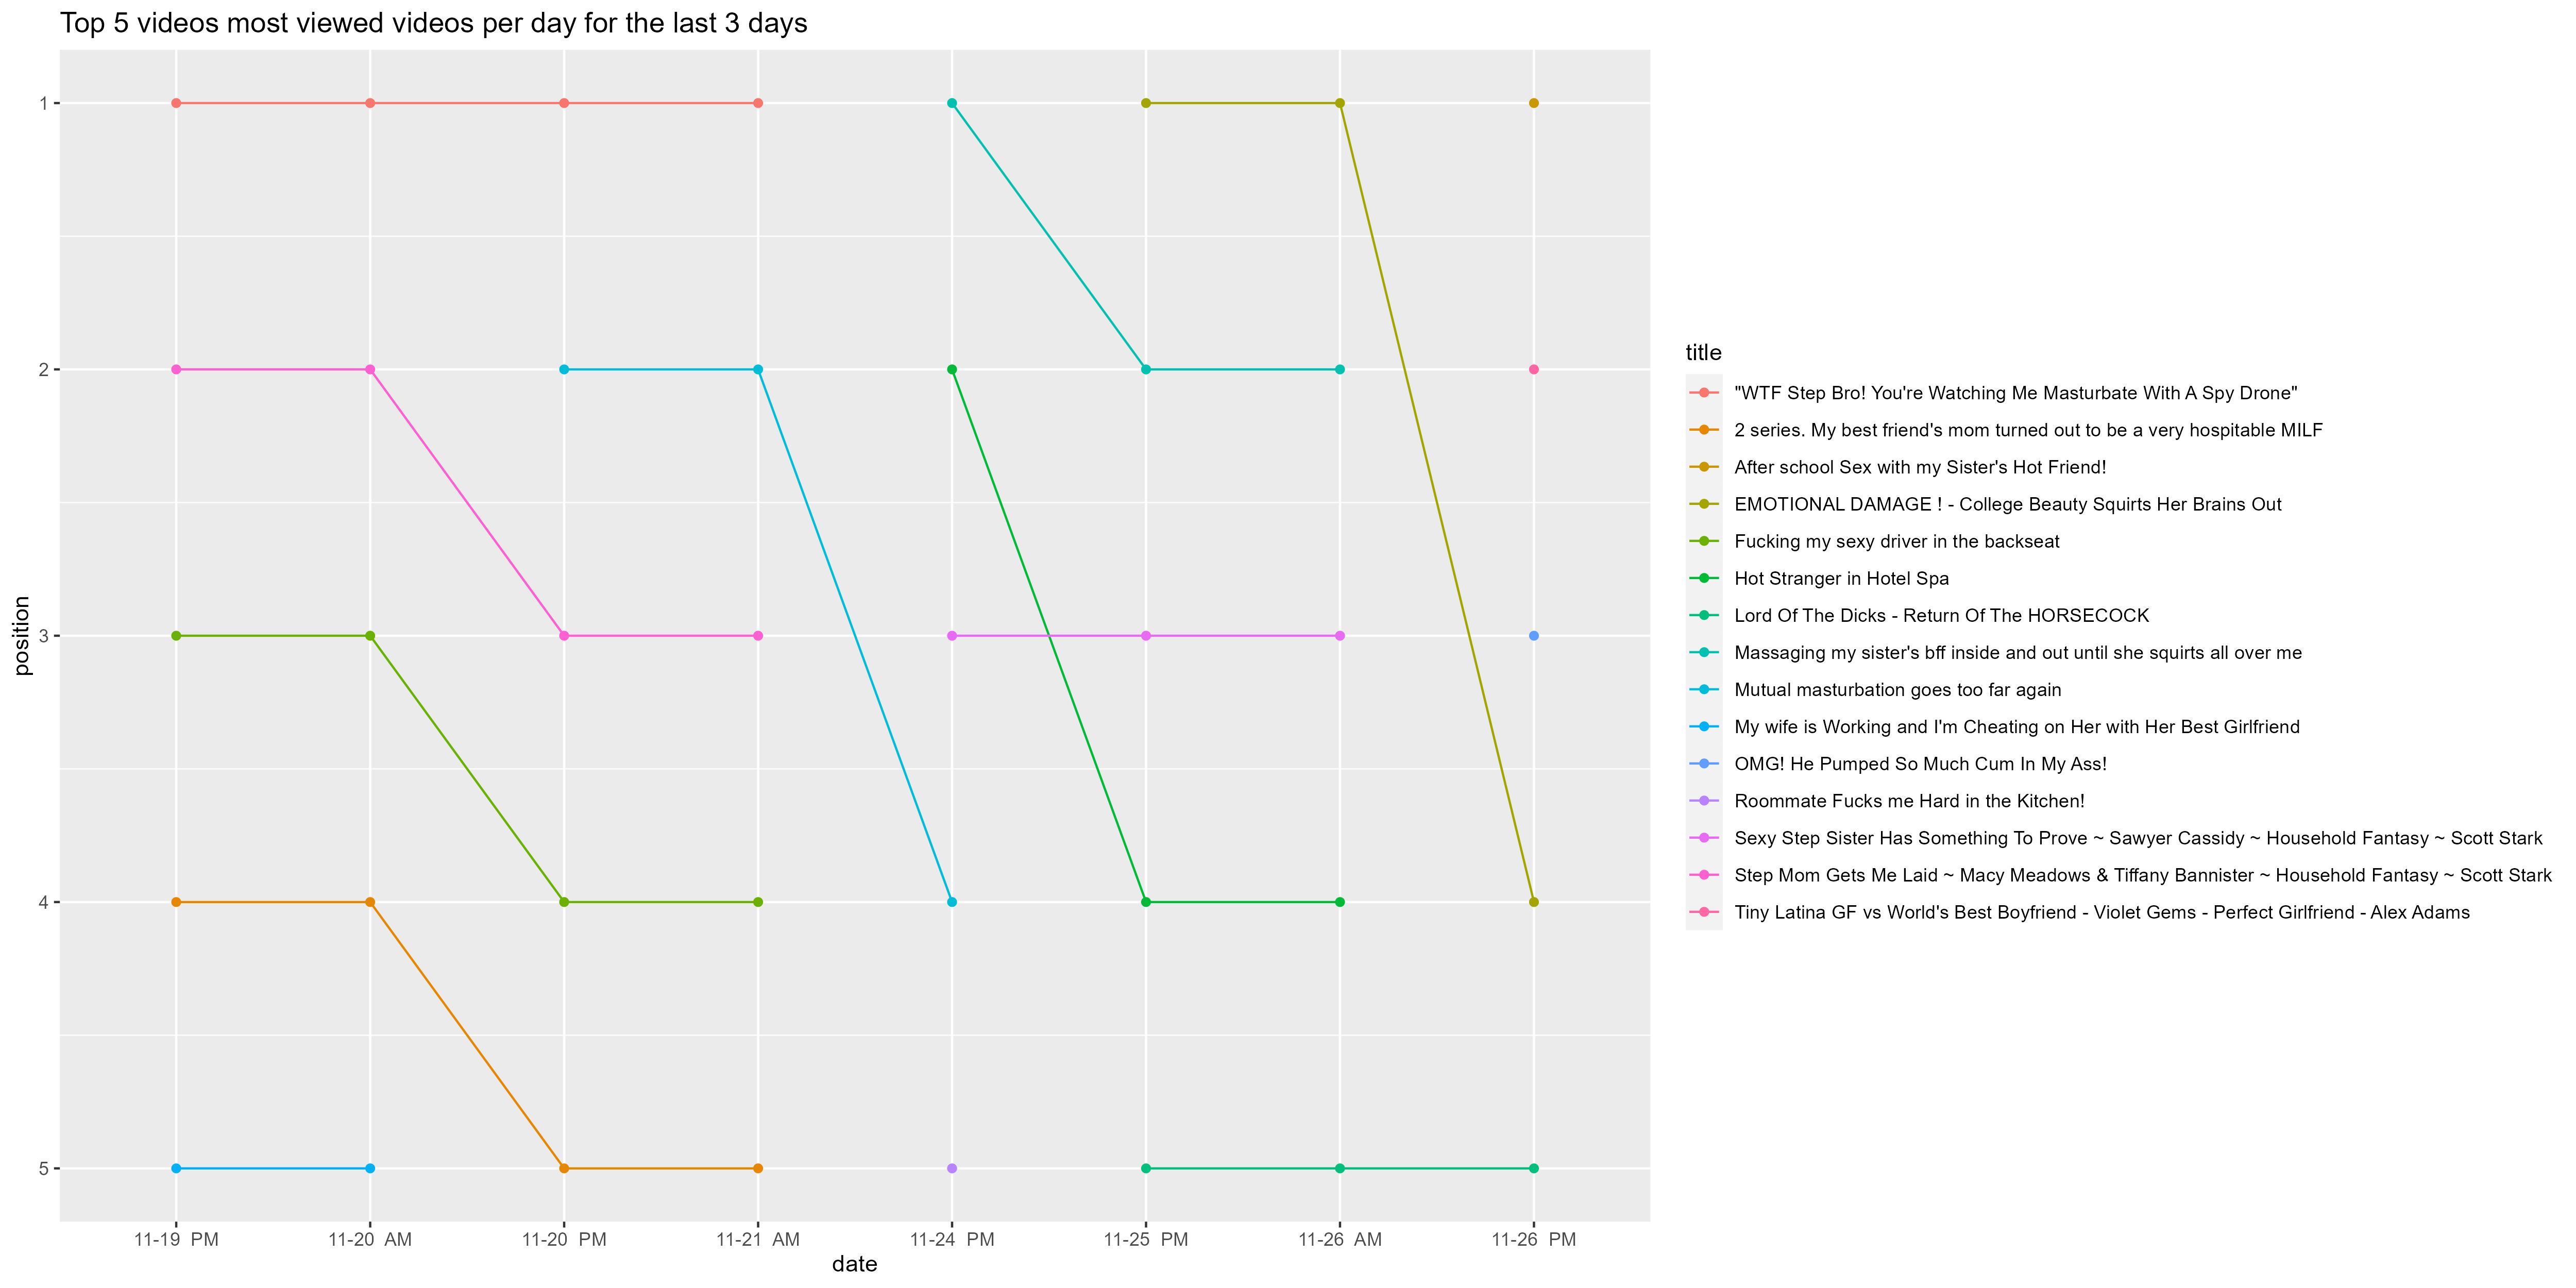 Top 5 videos most viewed videos per day for the last 3 days
1
2
3
4
5
position
11-19 PM
11-20 AM
11-20 PM
11-21 AM
11-24 PM
11-25 PM
11-26 AM
11-26 PM
date
title
"WTF Step Bro! You're Watching Me Masturbate With A Spy Drone"
2 series. My best friend's mom turned out to be a very hospitable MILF
After school Sex with my Sister's Hot Friend!
EMOTIONAL DAMAGE ! - College Beauty Squirts Her Brains Out
Fucking my sexy driver in the backseat
Hot Stranger in Hotel Spa
Lord Of The Dicks - Return Of The HORSECOCK
Massaging my sister's bff inside and out until she squirts all over me
Mutual masturbation goes too far again
My wife is Working and I'm Cheating on Her with Her Best Girlfriend
OMG! He Pumped So Much Cum In My Ass!
Roommate Fucks me Hard in the Kitchen!
Sexy Step Sister Has Something To Prove ~ Sawyer Cassidy ~ Household Fantasy ~ Scott Stark
Step Mom Gets Me Laid ~ Macy Meadows & Tiffany Bannister ~ Household Fantasy ~ Scott Stark
Tiny Latina GF vs World's Best Boyfriend - Violet Gems - Perfect Girlfriend - Alex Adams